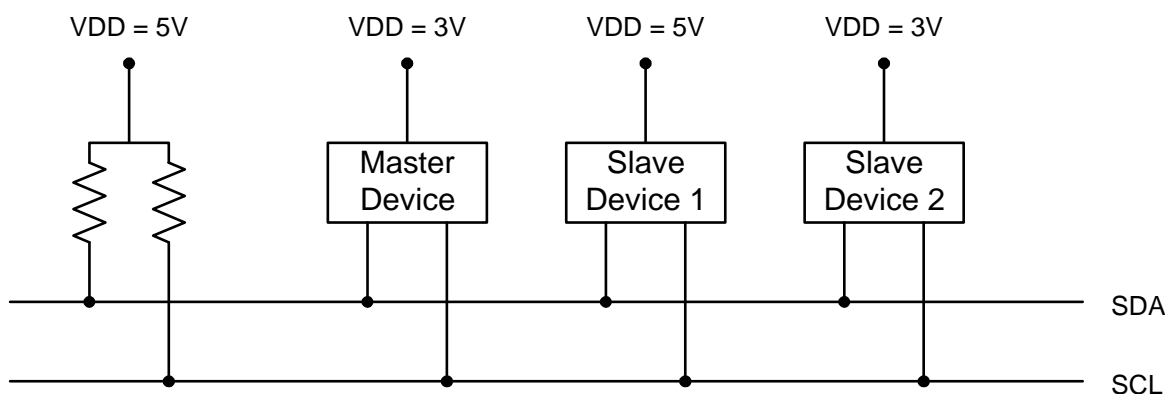 VDD = 5V
VDD = 3V
VDD = 5V
VDD = 3V
Master
Device
Slave
Device 1
Slave
Device 2
SDA
SCL